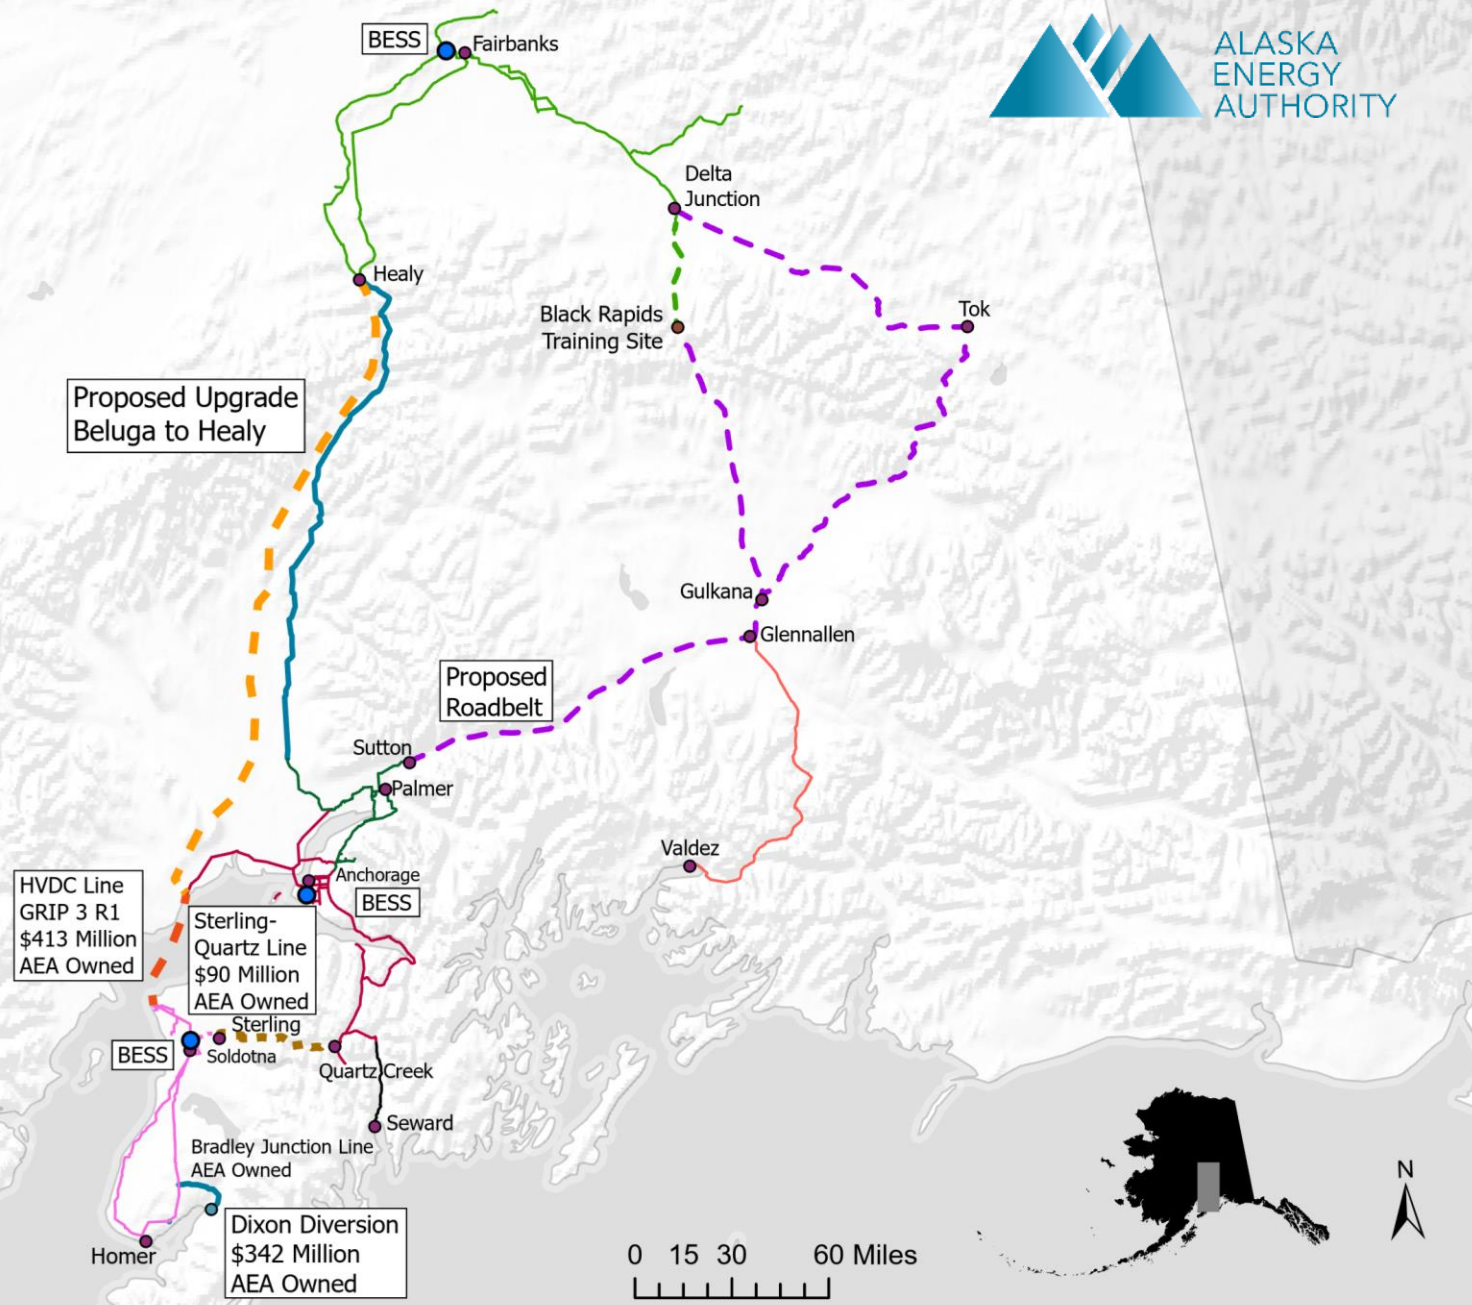 BESS
Fairbanks
ALASKA
ENERGY
AUTHORITY
Delta
Junction
Healy
Black Rapids
Training Site
Tok
Proposed Upgrade
Beluga to Healy
Gulkana
Glennallen
Proposed
Roadbelt
Sutton
Palmer
Valdez
Anchorage
BESS
HVDC Line
GRIP 3 R1
$413 Million
AEA Owned
Sterling-
Quartz Line
$90 Million
AEA Owned
Sterling
BESS
Soldotna
Quartz Creek
Seward
Bradley Junction Line
AEA Owned
Dixon Diversion
$342 Million
AEA Owned
Homer
0 15 30 60 Miles
N